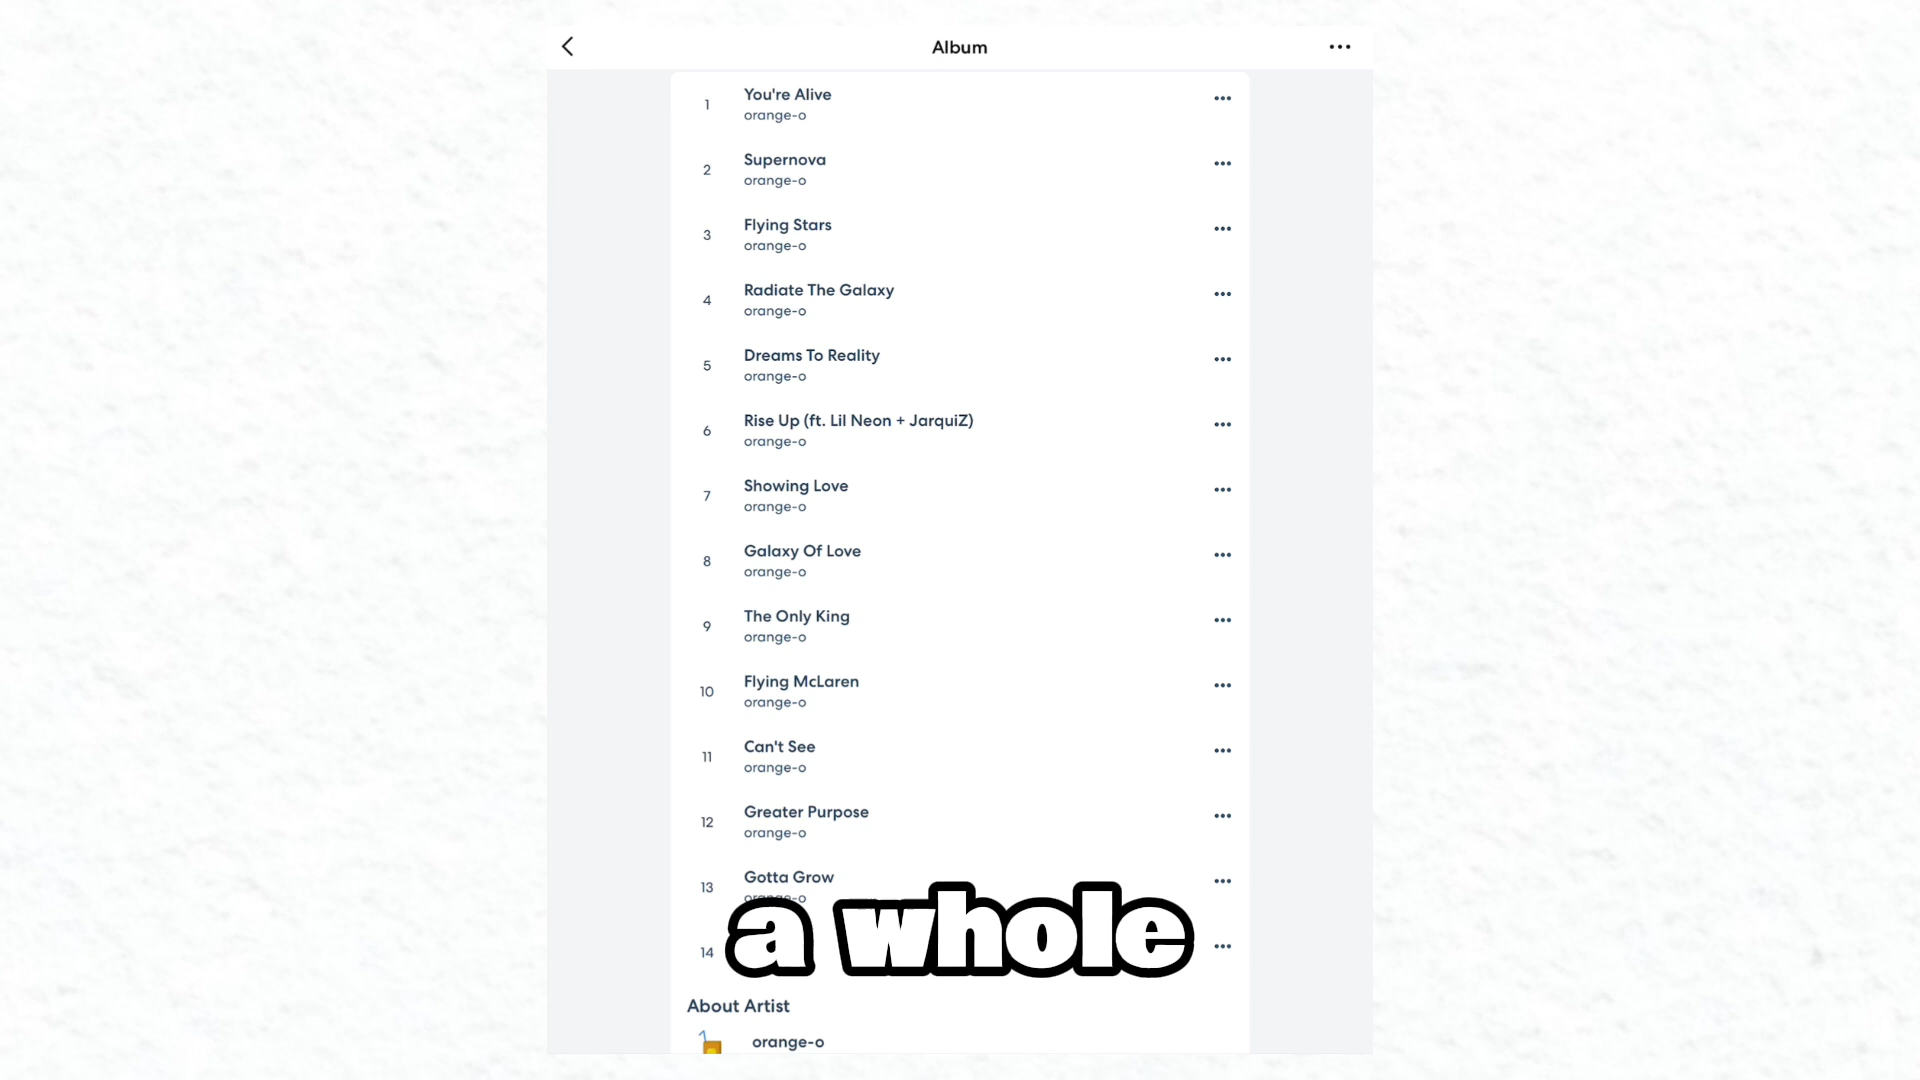 Album
1
You're Alive
orange-o
2
Supernova
orange-o
3
Flying Stars
orange-o
4
Radiate The Galaxy
orange-o
5
Dreams To Reality
orange-o
6
Rise Up (ft. Lil Neon + JarquiZ)
orange-o
7
Showing Love
orange-o
8
Galaxy Of Love
orange-o
9
The Only King
orange-o
10
Flying McLaren
orange-o
11
Can't See
orange-o
12
Greater Purpose
orange-o
13
Gotta Grow
orange-o
14
a whole
About Artist
orange-o